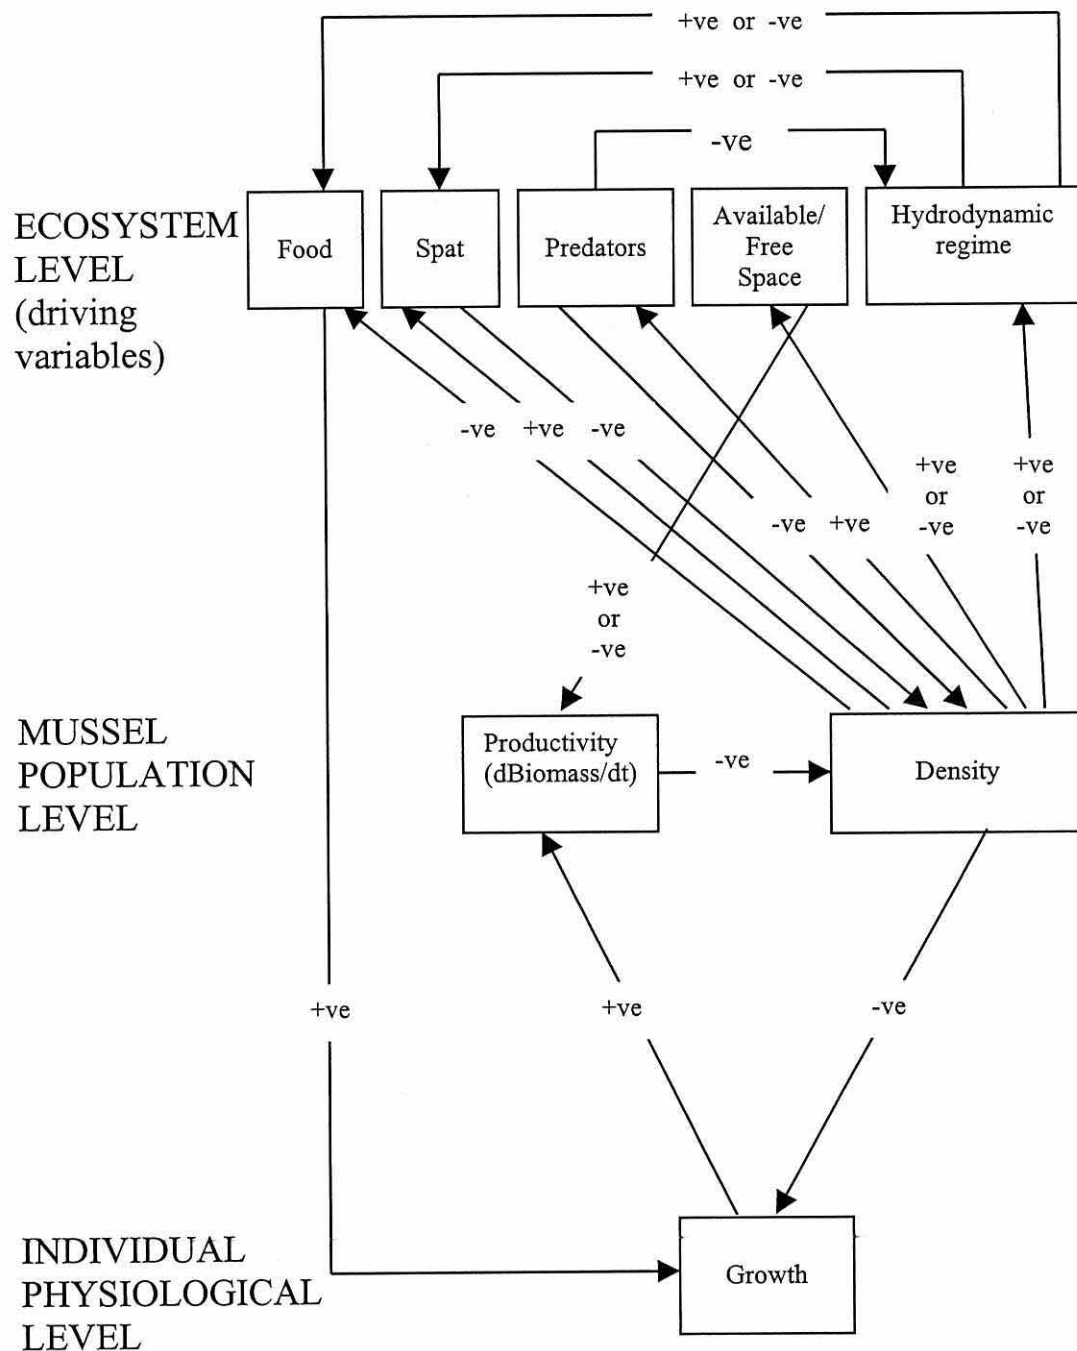 +ve or -ve
+ve or -ve
-ve
ECOSYSTEM
LEVEL
(driving
variables)
Food
Spat
Predators
Available/
Free
Space
Hydrodynamic
regime
-ve
+ve
-ve
-ve
+ve
+ve
or
-ve
+ve
or
-ve
+ve
or
-ve
MUSSEL
POPULATION
LEVEL
Productivity
(dBiomass/dt)
-ve
Density
+ve
+ve
-ve
INDIVIDUAL
PHYSIOLOGICAL
LEVEL
Growth